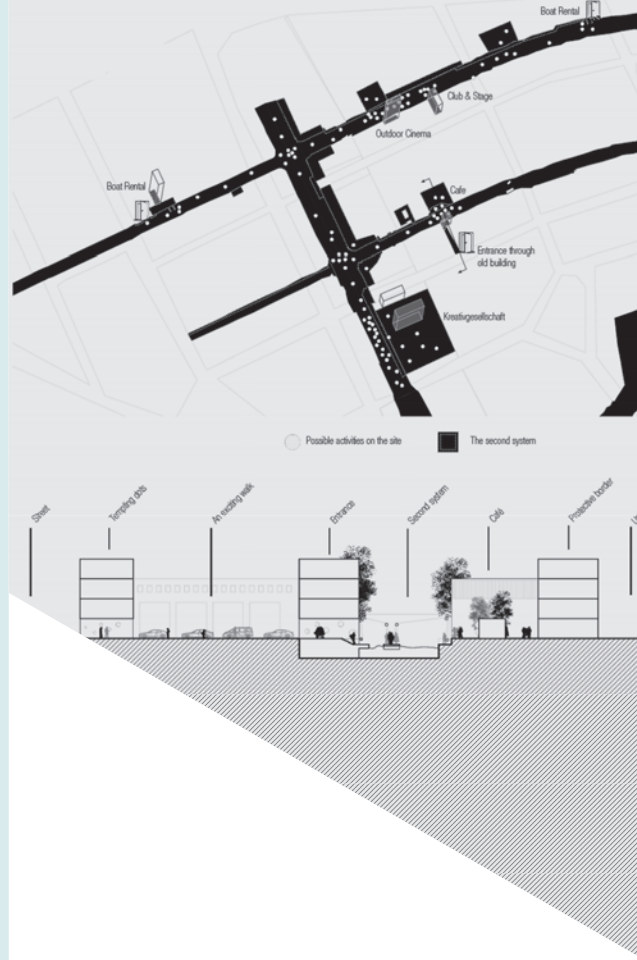 Boat Rental
Club & Stage
Outdoor Cinema
Boat Rental
Cafe
Entrance through
old building
Kreativgesellschaft
Possible activities on the site
The second system
Street
Tempting dots
An exciting walk
Entrance
Second system
Café
Protective border